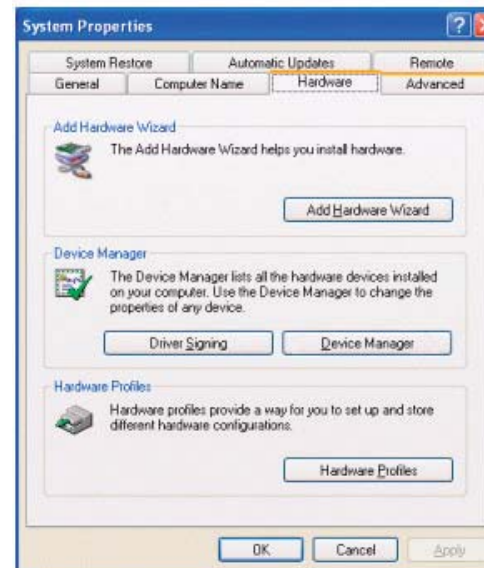 System Properties
System Restore Automatic Updates Remote
General Computer Name Hardware Advanced
Add Hardware Wizard
The Add Hardware Wizard helps you install hardware.
Add Hardware Wizard
Device Manager
The Device Manager lists all the hardware devices installed
on your computer. Use the Device Manager to change the
properties of any device.
Driver Signing Device Manager
Hardware Profiles
Hardware profiles provide a way for you to set up and store
different hardware configurations.
Hardware Profiles
OK Cancel Apply